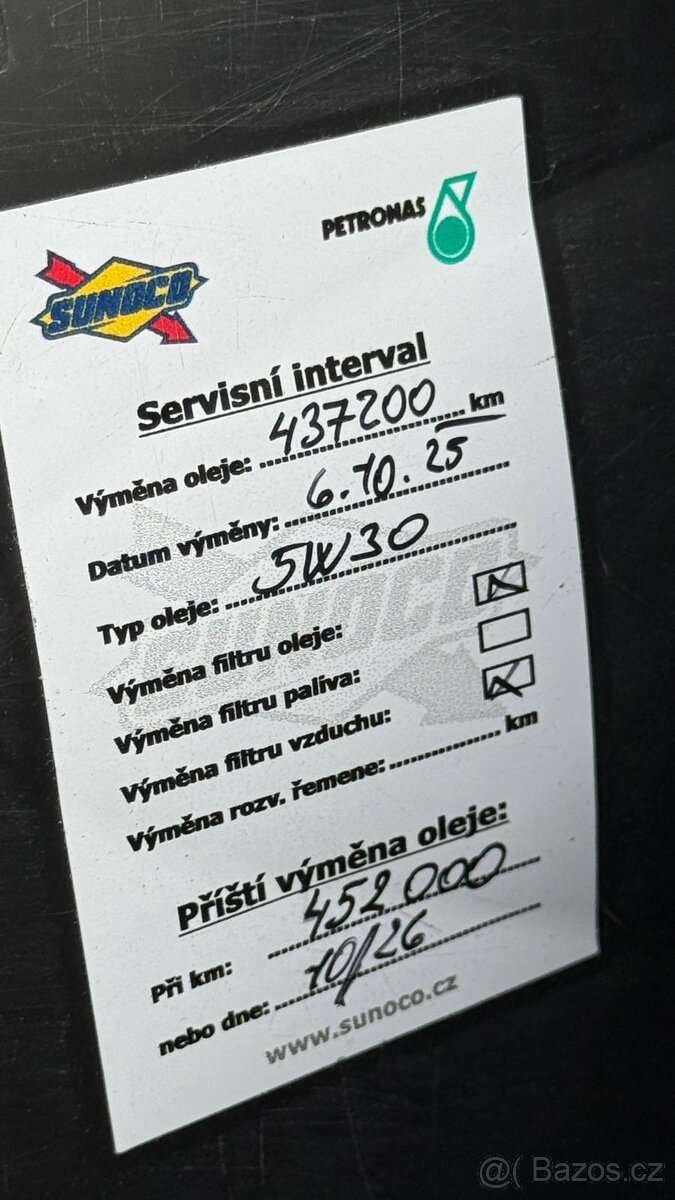 PETRONAS
SUNOCO
Servisní interval
Výměna oleje: 437200 km
Datum výměny: 6.10.25
Typ oleje: 5W30
Výměna filtru oleje:
Výměna filtru paliva:
Výměna filtru vzduchu:
Výměna rozv. řemene: km
Příští výměna oleje:
Při km: 452000
nebo dne: 10/26
www.sunoco.cz
@( Bazos.cz